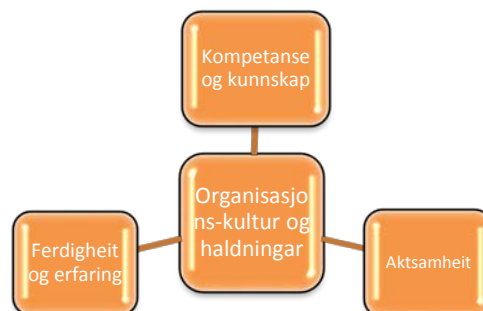 Kompetanse
og kunnskap
Organisasjo
ns-kultur og
haldningar
Ferdigheit
og erfaring
Aktsamheit